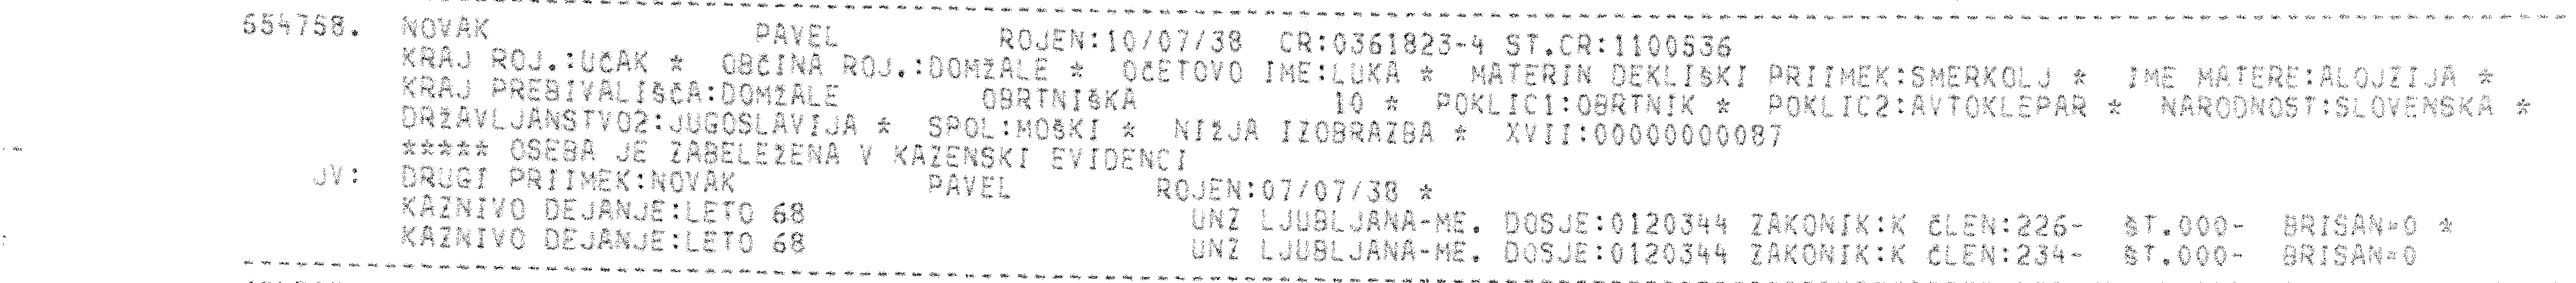 654758. NOVAK PAVEL ROJEN:10/07/38 CR:0361823-4 ST.CR:1100536
KRAJ ROJ.:UČAK * OBČINA ROJ.:DOMŽALE * OČETOVO IME:LUKA * MATERIN DEKLIŠKI PRIIMEK:SMERKOLJ * IME MATERE:ALOJZIJA *
KRAJ PREBIVALIŠČA:DOMŽALE OBRTNIŠKA 10 * POKLIC1:OBRTNIK * POKLIC2:AVTOKLEPAR * NARODNOST:SLOVENSKA *
DRŽAVLJANSTVO2:JUGOSLAVIJA * SPOL:MOŠKI * NIŽJA IZOBRAZBA * XVII:00000000087
***** OSEBA JE ZABELEŽENA V KAZENSKI EVIDENCI
JV: DRUGI PRIIMEK:NOVAK PAVEL ROJEN:07/07/38 *
KAZNIVO DEJANJE:LETO 68 UNZ LJUBLJANA-ME. DOSJE:0120344 ZAKONIK:K ČLEN:226- ŠT.000- BRISAN=0 *
KAZNIVO DEJANJE:LETO 68 UNZ LJUBLJANA-ME. DOSJE:0120344 ZAKONIK:K ČLEN:234- ŠT.000- BRISAN=0